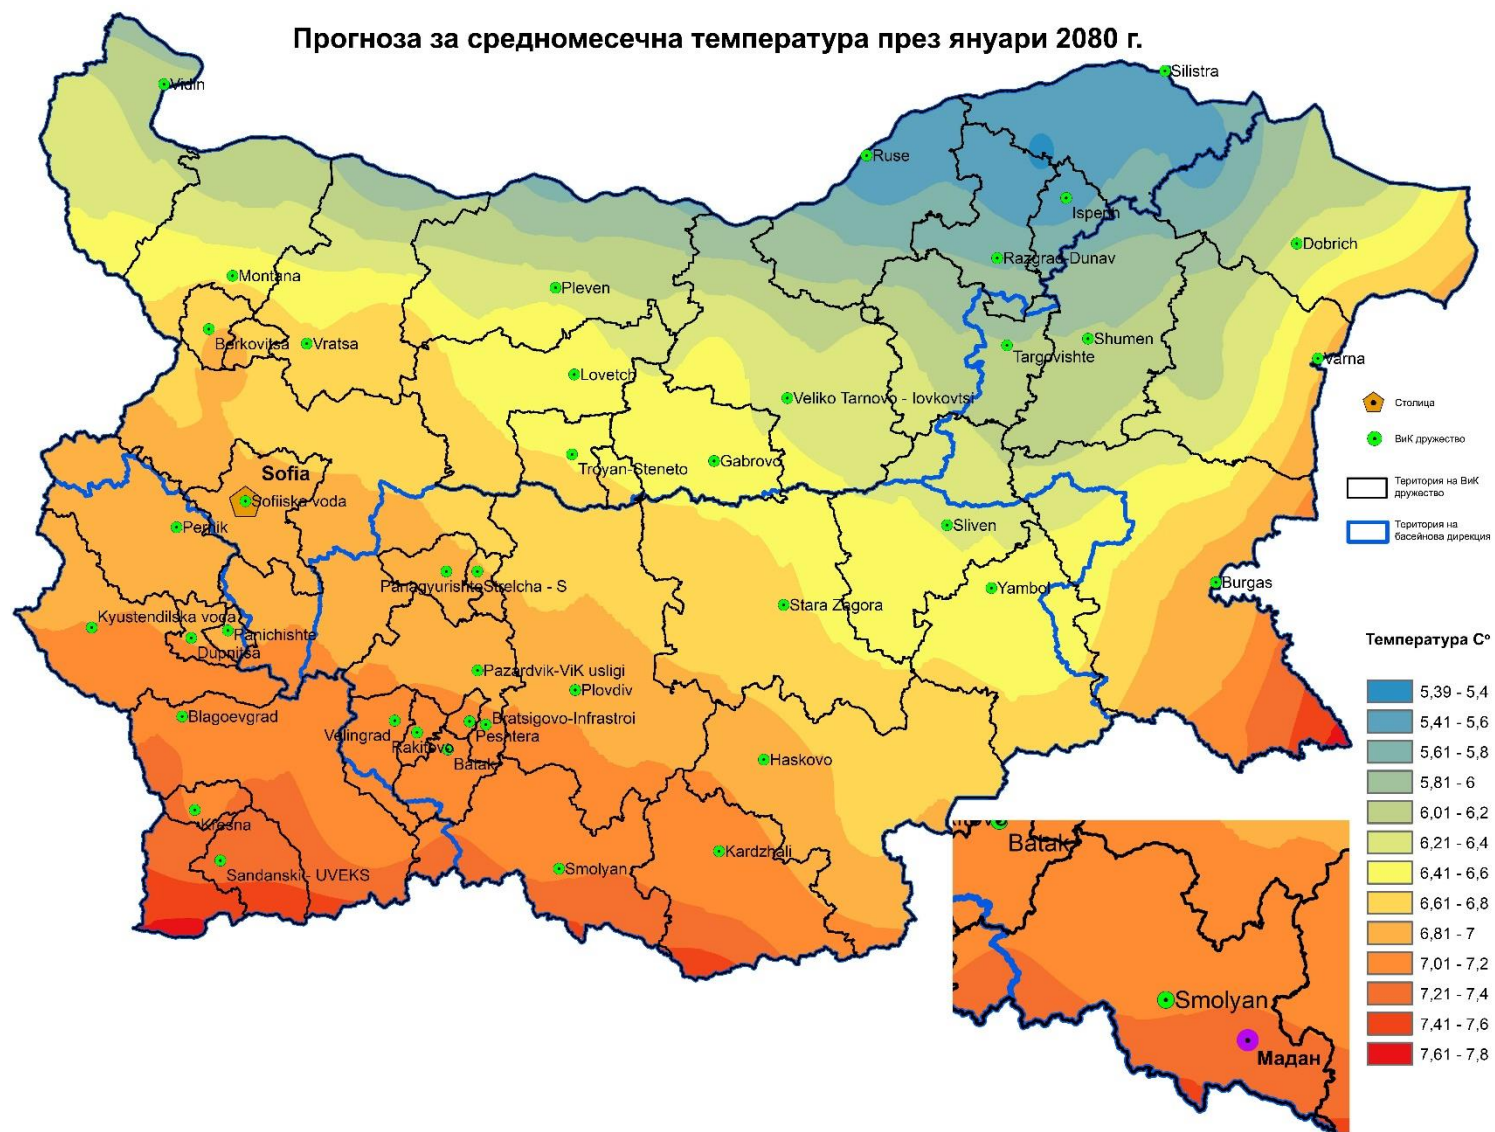 Прогноза за средномесечна температура през януари 2080 г.
Silistra
Vidin
Ruse
Isperih
Dobrich
Razgrad-Dunav
Montana
Pleven
Berkovitsa
Vratsa
Shumen
Targovishte
Varna
Lovetch
Veliko Tarnovo - Iovkovtsi
Troyan-Steneto
Gabrovo
Sofia
Sofiiska voda
Pernik
Sliven
Panagyurishte
Strelcha - S
Yambol
Burgas
Stara Zagora
Kyustendilska voda
Panichishte
Dupnitsa
Pazardvik-ViK usligi
Plovdiv
Blagoevgrad
Bratsigovo-Infrastroi
Velingrad
Peshtera
Rakitovo
Batak
Haskovo
Kresna
Kardzhali
Sandanski - UVEKS
Smolyan
Столица
ВиК дружество
Територия на ВиК
дружество
Територия на
басейнова дирекция
Температура Cº
5,39 - 5,4
5,41 - 5,6
5,61 - 5,8
5,81 - 6
6,01 - 6,2
6,21 - 6,4
6,41 - 6,6
6,61 - 6,8
6,81 - 7
7,01 - 7,2
7,21 - 7,4
7,41 - 7,6
7,61 - 7,8
Batak
Smolyan
Мадан